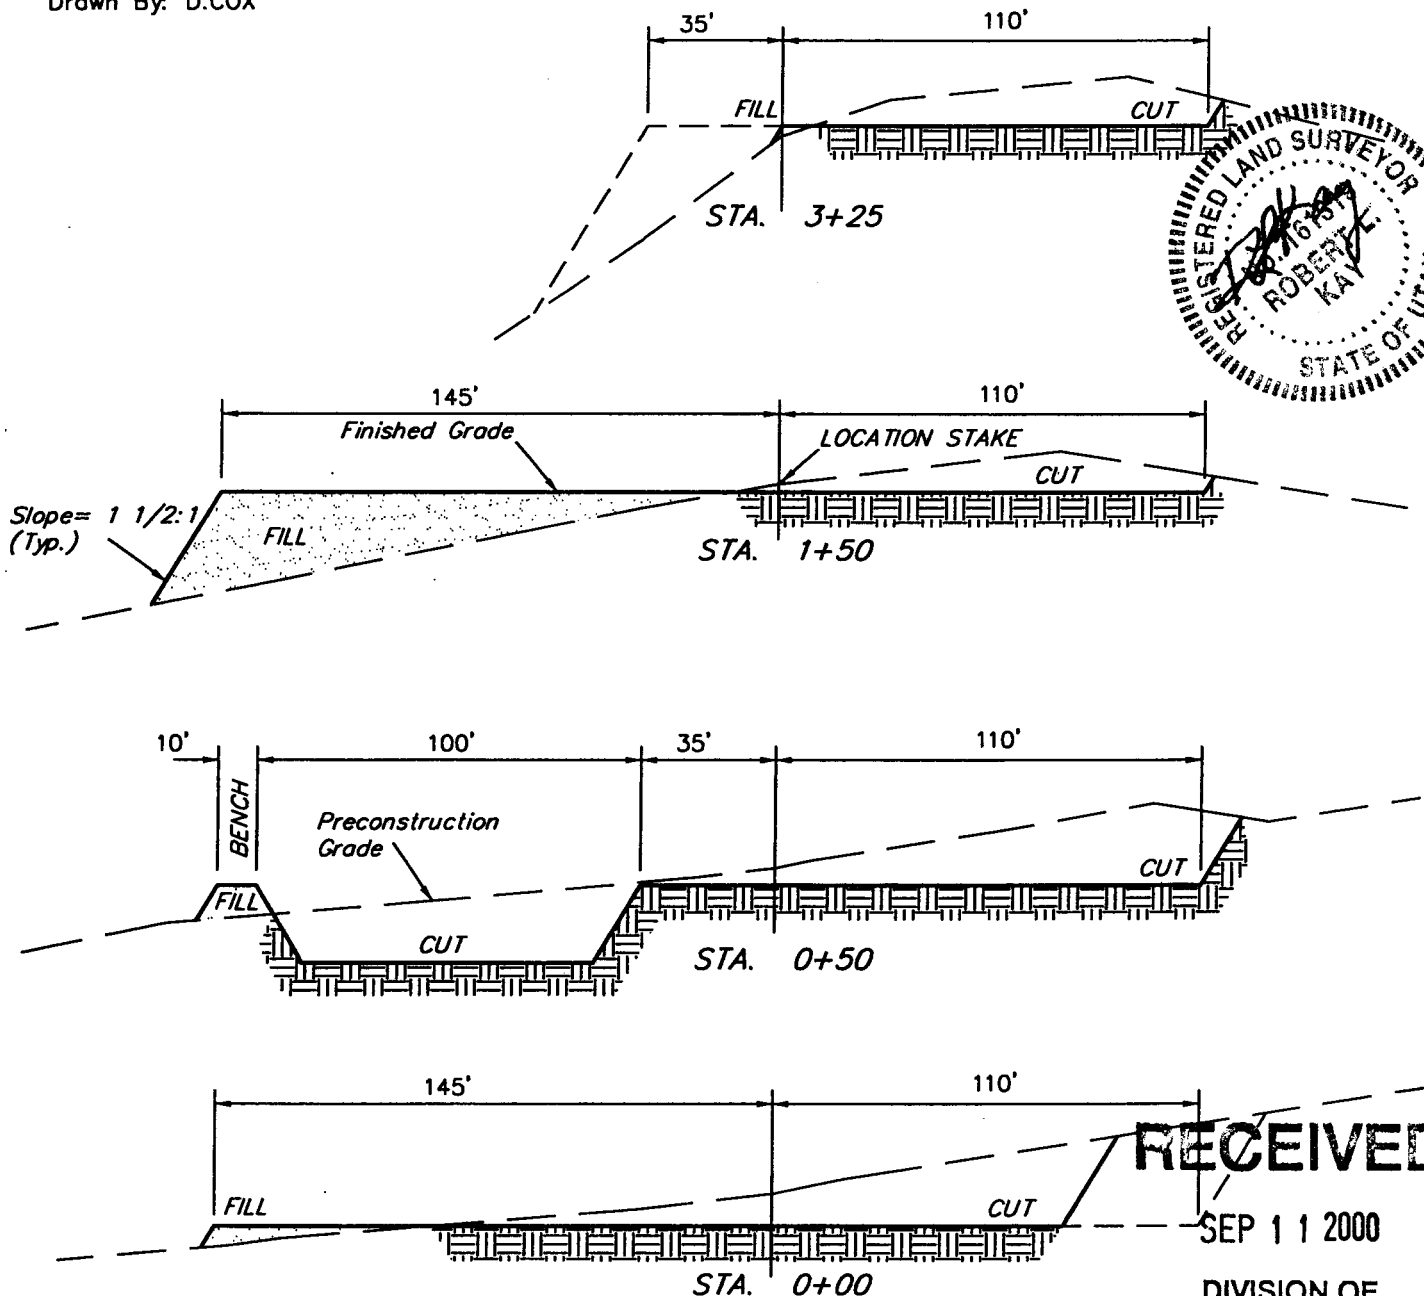 Drawn By: D.COX
35'
110'
FILL
CUT
STA. 3+25
REGISTERED LAND SURVEYOR
ROBERT E.
KAY
STATE OF UTAH
145'
110'
Finished Grade
LOCATION STAKE
CUT
Slope= 1 1/2:1
(Typ.)
FILL
STA. 1+50
10'
100'
35'
110'
BENCH
Preconstruction
Grade
CUT
FILL
CUT
STA. 0+50
145'
110'
RECEIVED
FILL
CUT
SEP 11 2000
STA. 0+00
DIVISION OF